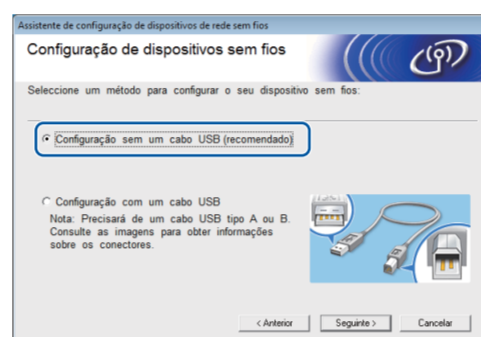 Assistente de configuração de dispositivos de rede sem fios
Configuração de dispositivos sem fios
Seleccione um método para configurar o seu dispositivo sem fios:
Configuração sem um cabo USB (recomendado)
Configuração com um cabo USB
Nota: Precisará de um cabo USB tipo A ou B.
Consulte as imagens para obter informações
sobre os conectores.
< Anterior
Seguinte >
Cancelar